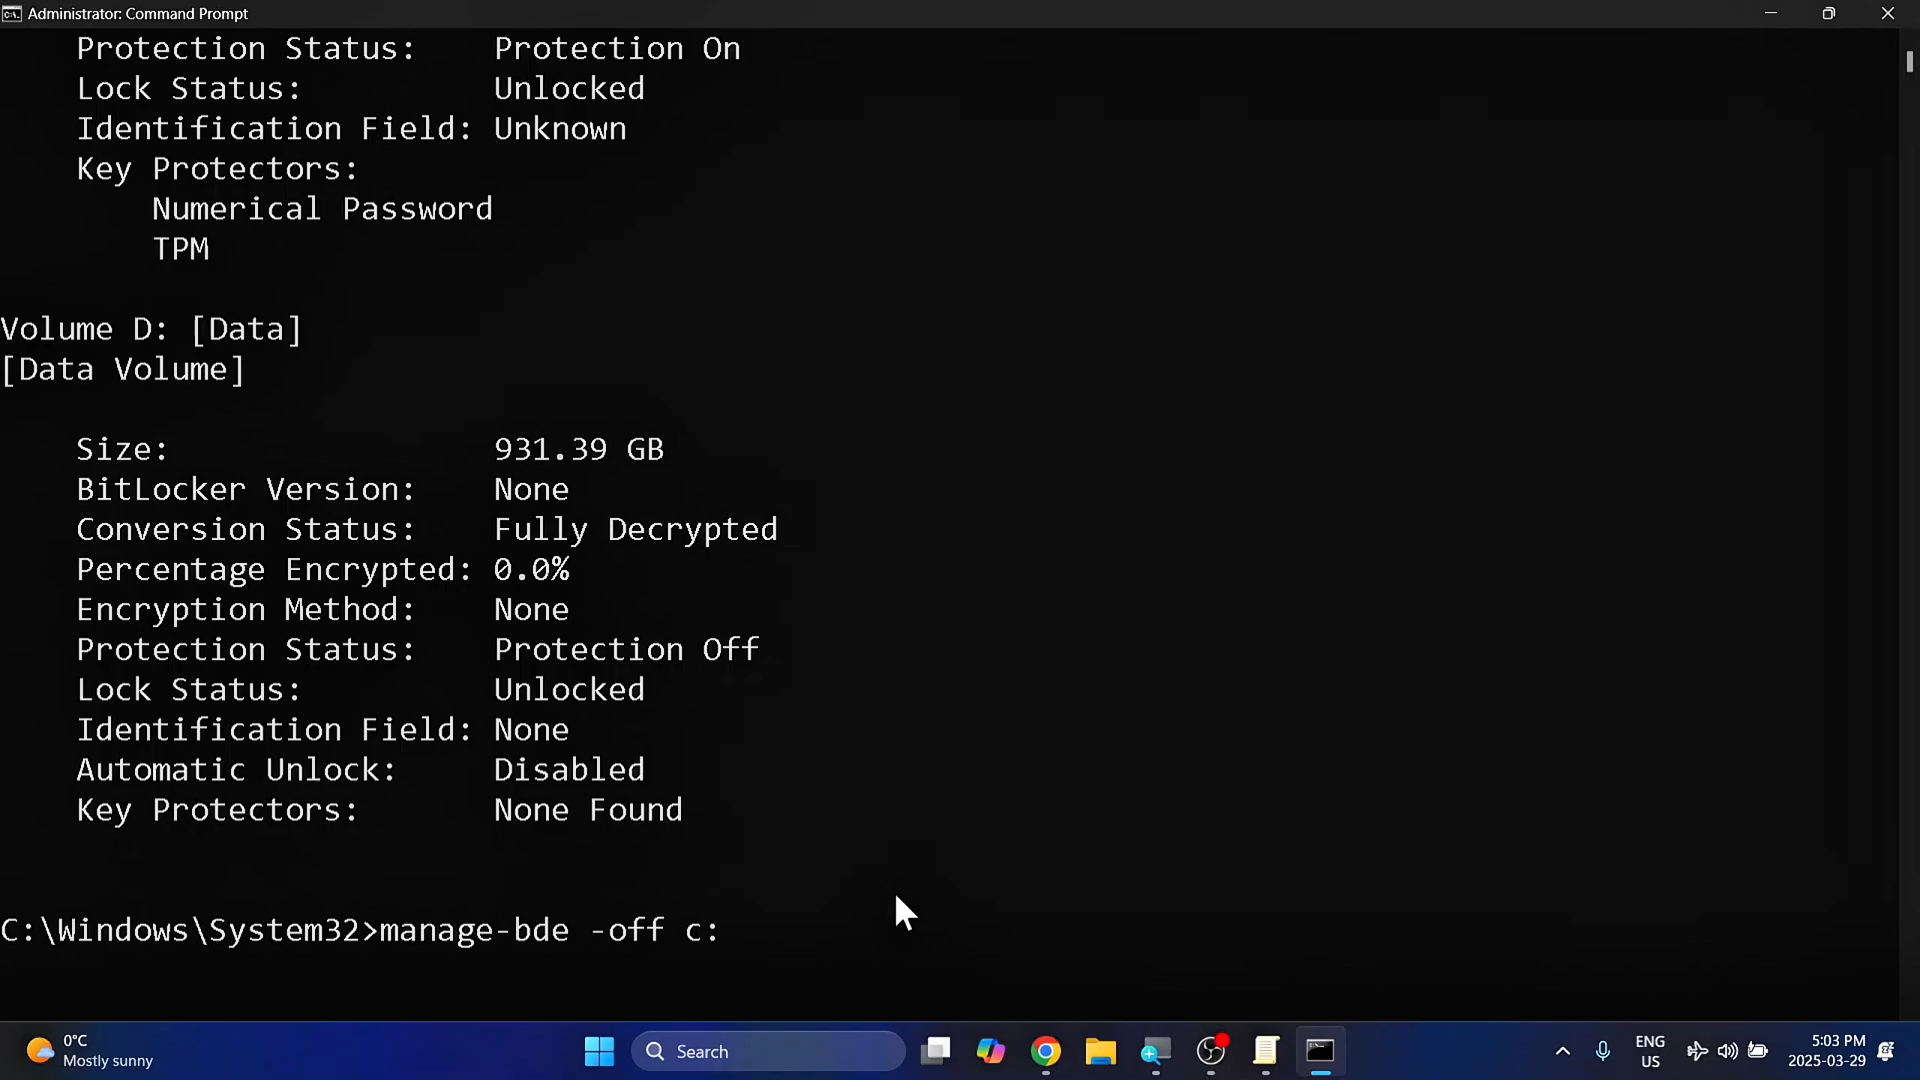 Administrator: Command Prompt
Protection Status: Protection On
Lock Status: Unlocked
Identification Field: Unknown
Key Protectors:
Numerical Password
TPM
Volume D: [Data]
[Data Volume]
Size: 931.39 GB
BitLocker Version: None
Conversion Status: Fully Decrypted
Percentage Encrypted: 0.0%
Encryption Method: None
Protection Status: Protection Off
Lock Status: Unlocked
Identification Field: None
Automatic Unlock: Disabled
Key Protectors: None Found
C:\Windows\System32>manage-bde -off c:
0°C
Mostly sunny
Search
ENG
US
5:03 PM
2025-03-29